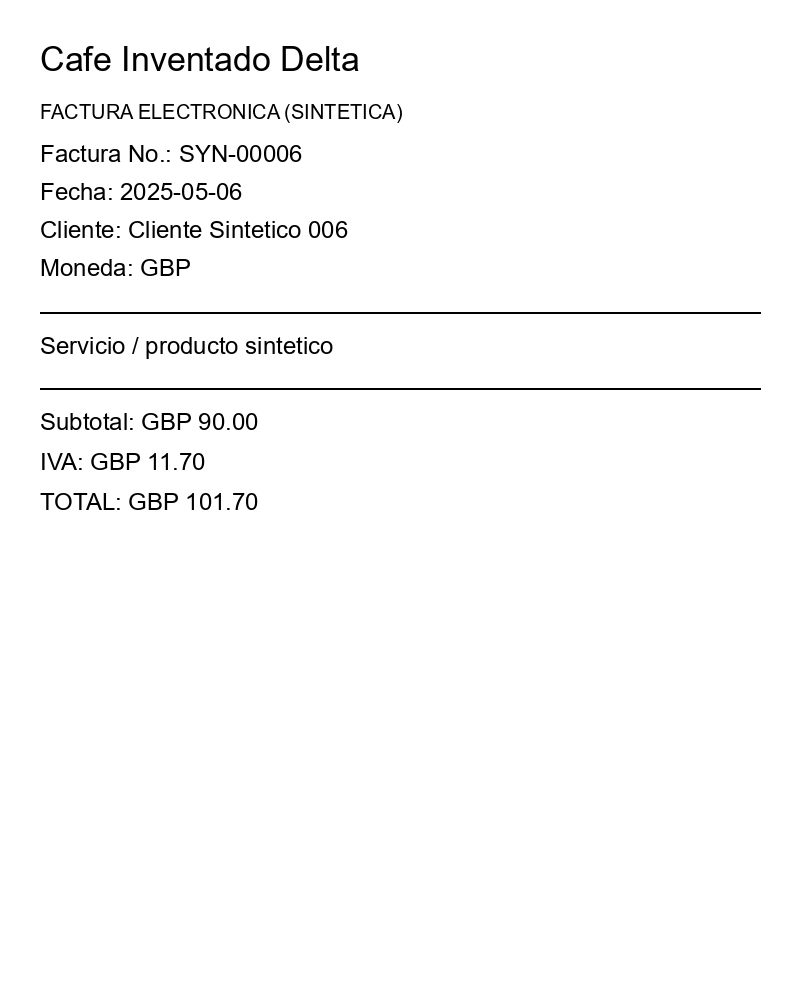 Cafe Inventado Delta
FACTURA ELECTRONICA (SINTETICA)
Factura No.: SYN-00006
Fecha: 2025-05-06
Cliente: Cliente Sintetico 006
Moneda: GBP
Servicio / producto sintetico
Subtotal: GBP 90.00
IVA: GBP 11.70
TOTAL: GBP 101.70